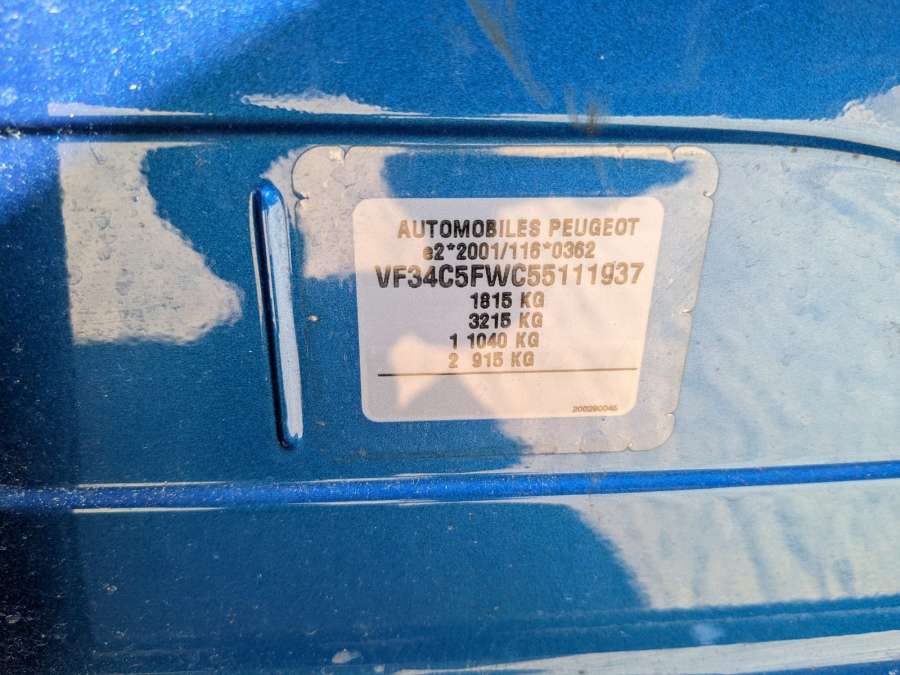 AUTOMOBILES PEUGEOT
e2*2001/116*0362
VF34C5FWC55111937
1815 KG
3215 KG
1 1040 KG
2 915 KG